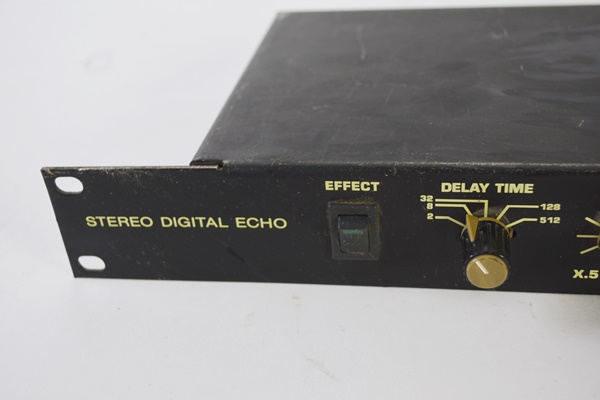 EFFECT
DELAY TIME
32
8
128
2
512
STEREO DIGITAL ECHO
X.5